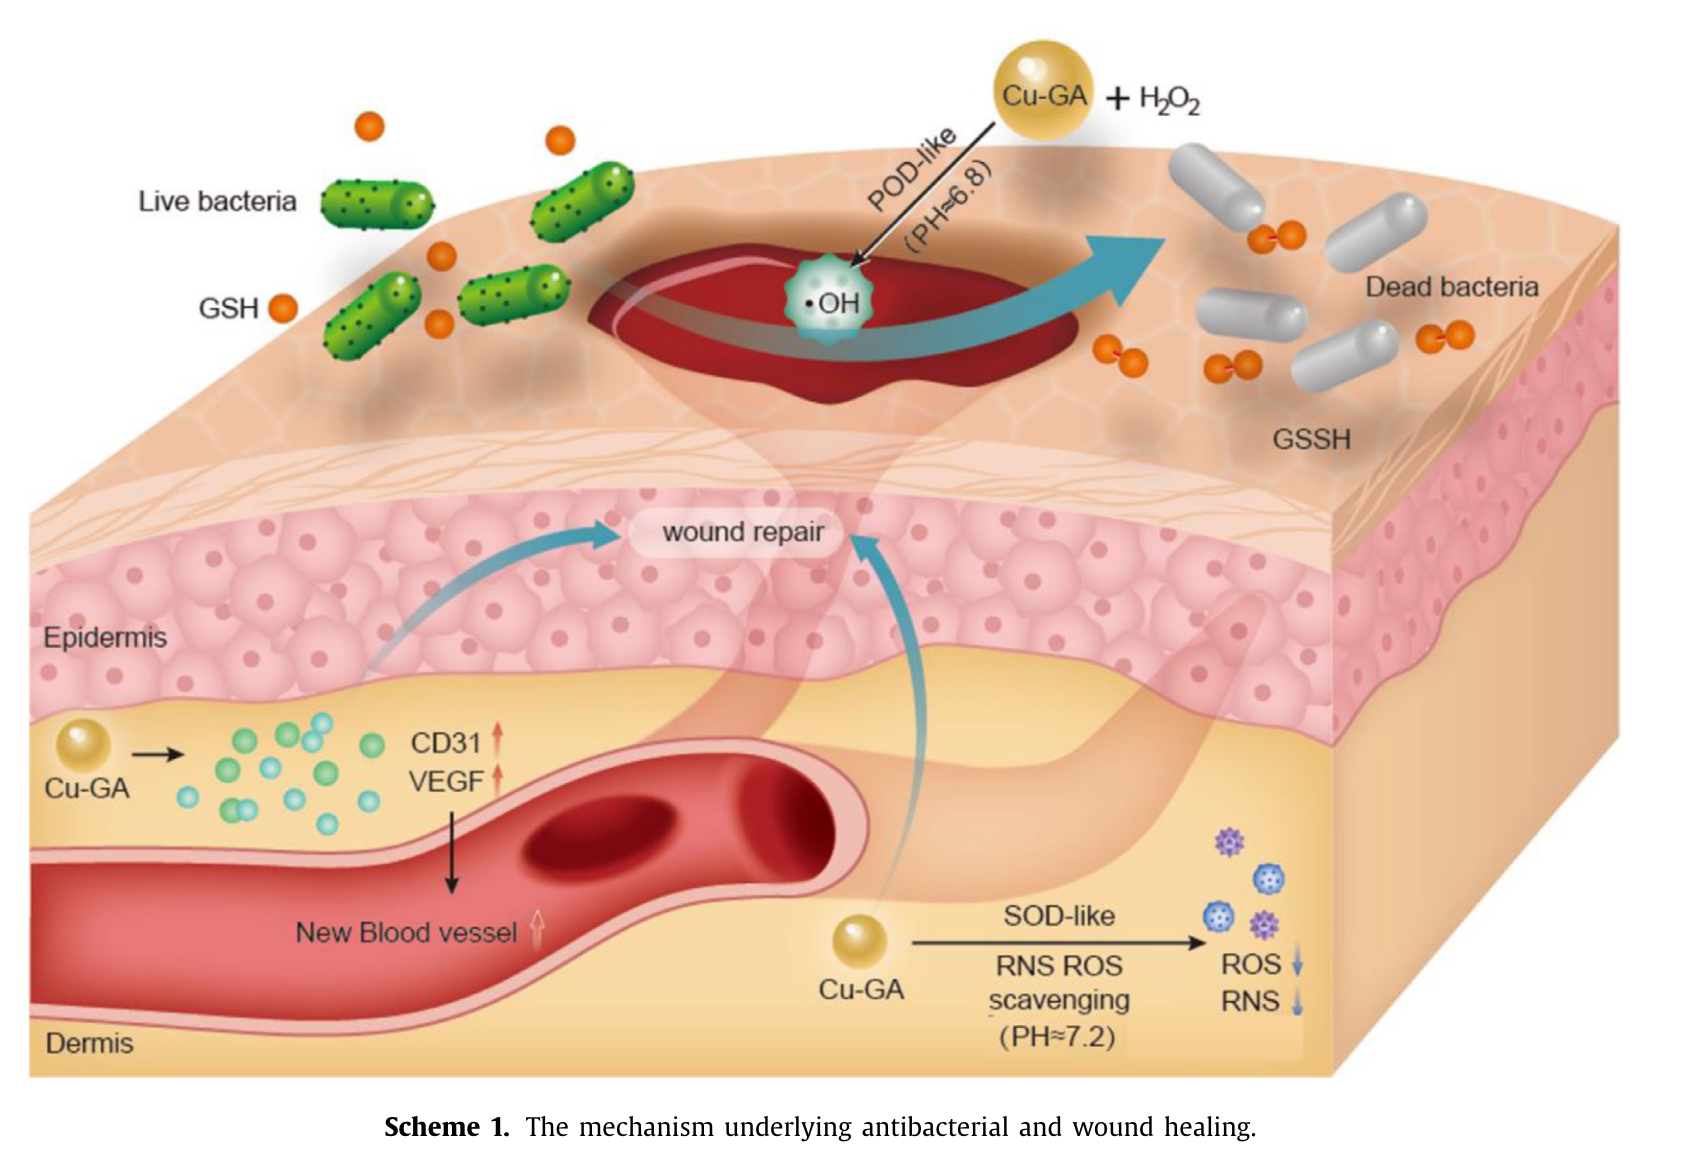 Cu-GA + H₂O₂
POD-like
(PH≈6.8)
Live bacteria
GSH
•OH
Dead bacteria
GSSH
wound repair
Epidermis
Cu-GA
CD31
VEGF
New Blood vessel
Cu-GA
SOD-like
RNS ROS
scavenging
(PH≈7.2)
ROS
RNS
Dermis
Scheme 1. The mechanism underlying antibacterial and wound healing.